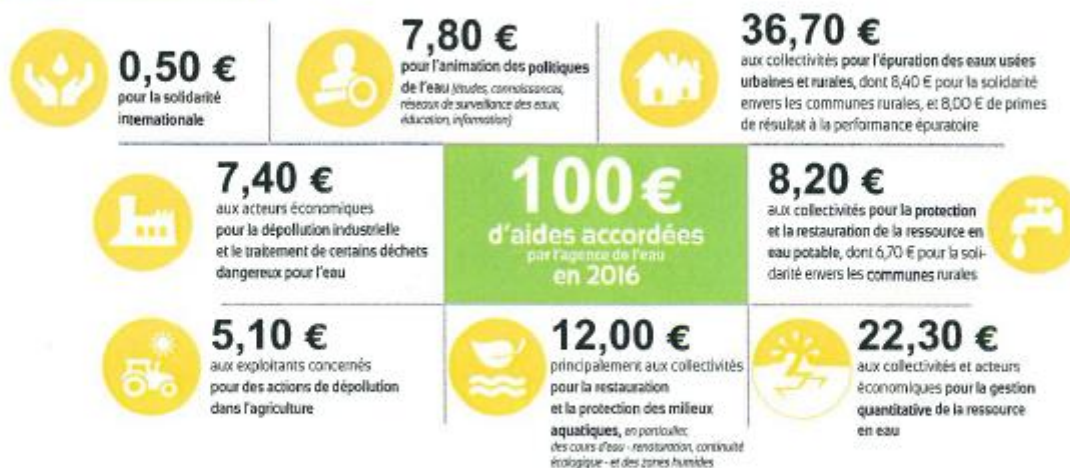 0,50 €
pour la solidarité
internationale
7,80 €
pour l'animation des politiques
de l'eau (études, connaissances,
réseaux de surveillance des eaux,
éducation, information)
36,70 €
aux collectivités pour l'épuration des eaux usées
urbaines et rurales, dont 8,40 € pour la solidarité
envers les communes rurales, et 8,00 € de primes
de résultat à la performance épuratoire
7,40 €
aux acteurs économiques
pour la dépollution industrielle
et le traitement de certains déchets
dangereux pour l'eau
100 €
d'aides accordées
par l'agence de l'eau
en 2016
8,20 €
aux collectivités pour la protection
et la restauration de la ressource en
eau potable, dont 6,70 € pour la soli-
darité envers les communes rurales
5,10 €
aux exploitants concernés
pour des actions de dépollution
dans l'agriculture
12,00 €
principalement aux collectivités
pour la restauration
et la protection des milieux
aquatiques, en particulier,
des cours d'eau - renaturation, continuité
écologique - et des zones humides
22,30 €
aux collectivités et acteurs
économiques pour la gestion
quantitative de la ressource
en eau